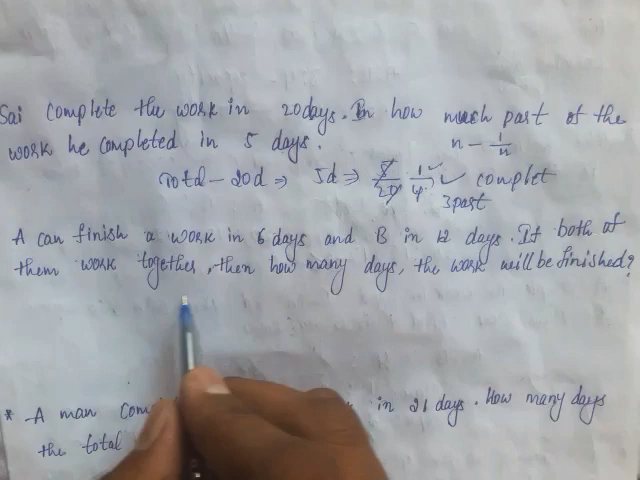 Sai complete the work in 20days. In how much part of the
work he completed in 5 days.
n - 1/n
Total - 20d ⇒ 5d ⇒ 5/20 1/4 ✓ complet
3part
A can finish a work in 6 days and B in 12 days. If both of
them work together, then how many days, the work will be finished?
* A man in 21 days. How many days
the total